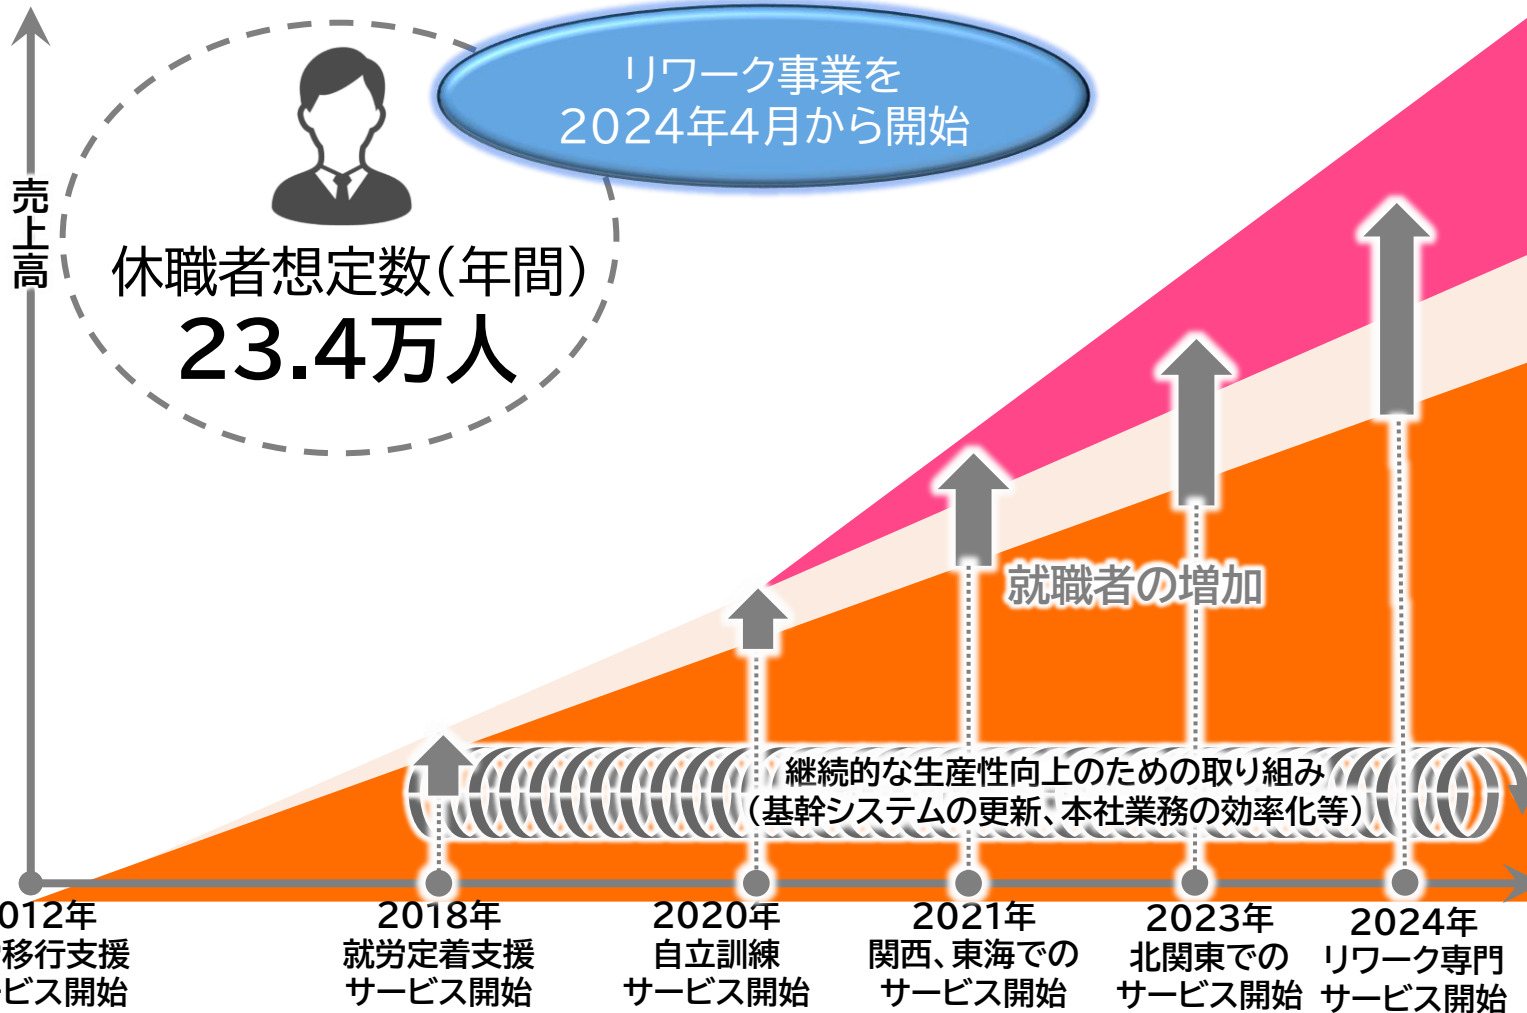 リワーク事業を
2024年4月から開始
売上高
休職者想定数（年間）
23.4万人
就職者の増加
継続的な生産性向上のための取り組み
（基幹システムの更新、本社業務の効率化等）
012年
移行支援
ービス開始
2018年
就労定着支援
サービス開始
2020年
自立訓練
サービス開始
2021年
関西、東海での
サービス開始
2023年
北関東での
サービス開始
2024年
リワーク専門
サービス開始